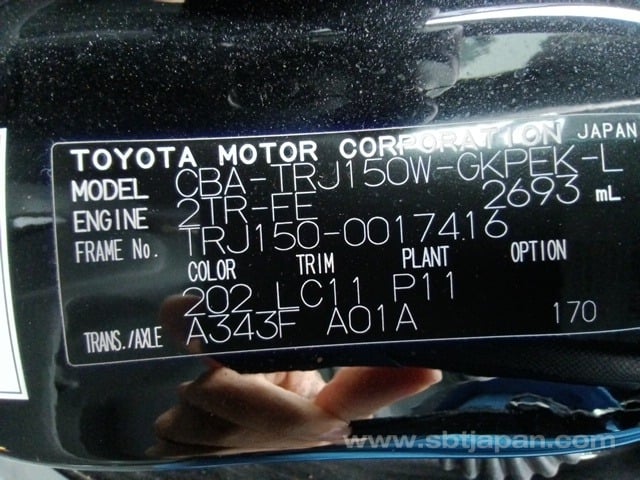 TOYOTA MOTOR CORPORATION JAPAN
MODEL CBA-TRJ150W-GKPEK-L
ENGINE 2TR-FE 2693 mL
FRAME No. TRJ150-0017416
COLOR TRIM PLANT OPTION
202 LC11 P11
TRANS./AXLE A343F A01A 170
www.sbtjapan.com